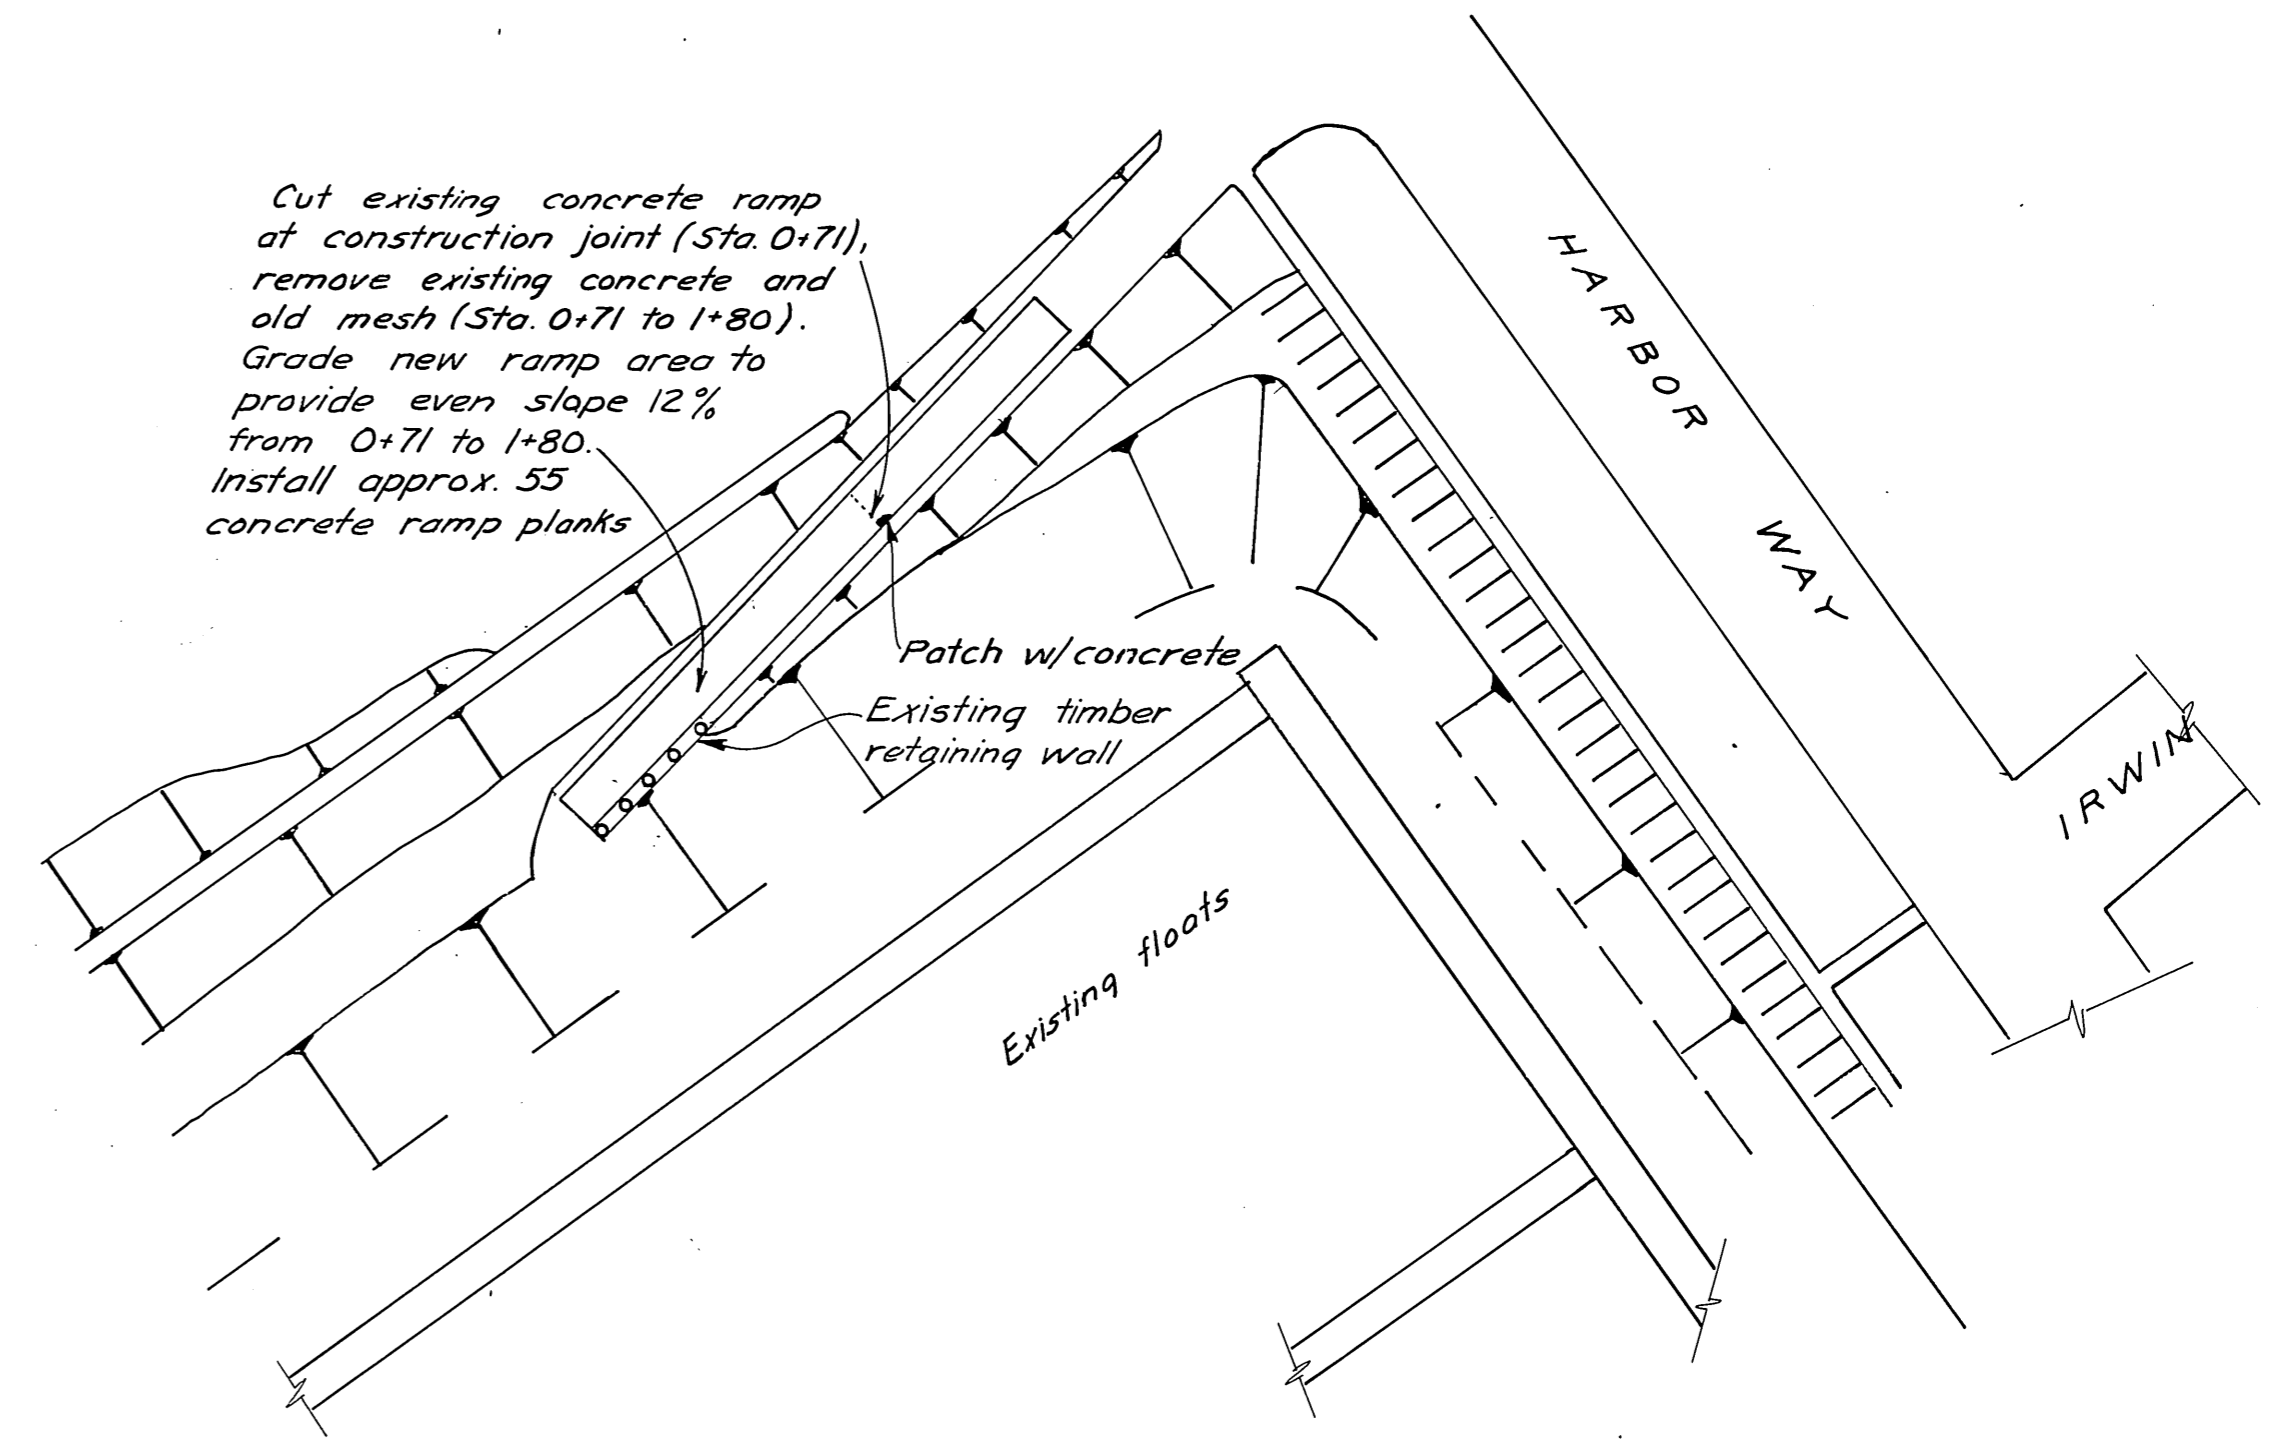 Cut existing concrete ramp
at construction joint (Sta. 0+71),
remove existing concrete and
old mesh (Sta. 0+71 to 1+80).
Grade new ramp area to
provide even slope 12%
from 0+71 to 1+80.
Install approx. 55
concrete ramp planks
Patch w/concrete
Existing timber
retaining wall
Existing floats
HARBOR WAY
IRWIN